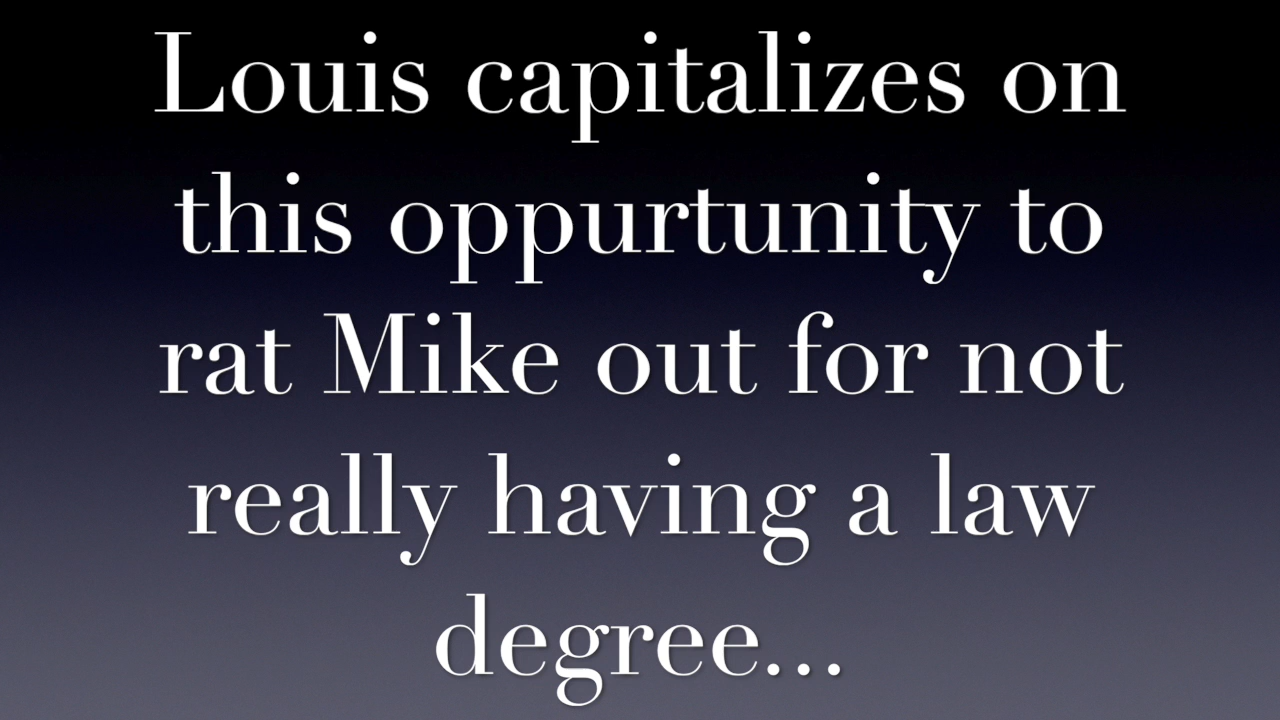 Louis capitalizes on
this oppurtunity to
rat Mike out for not
really having a law
degree...